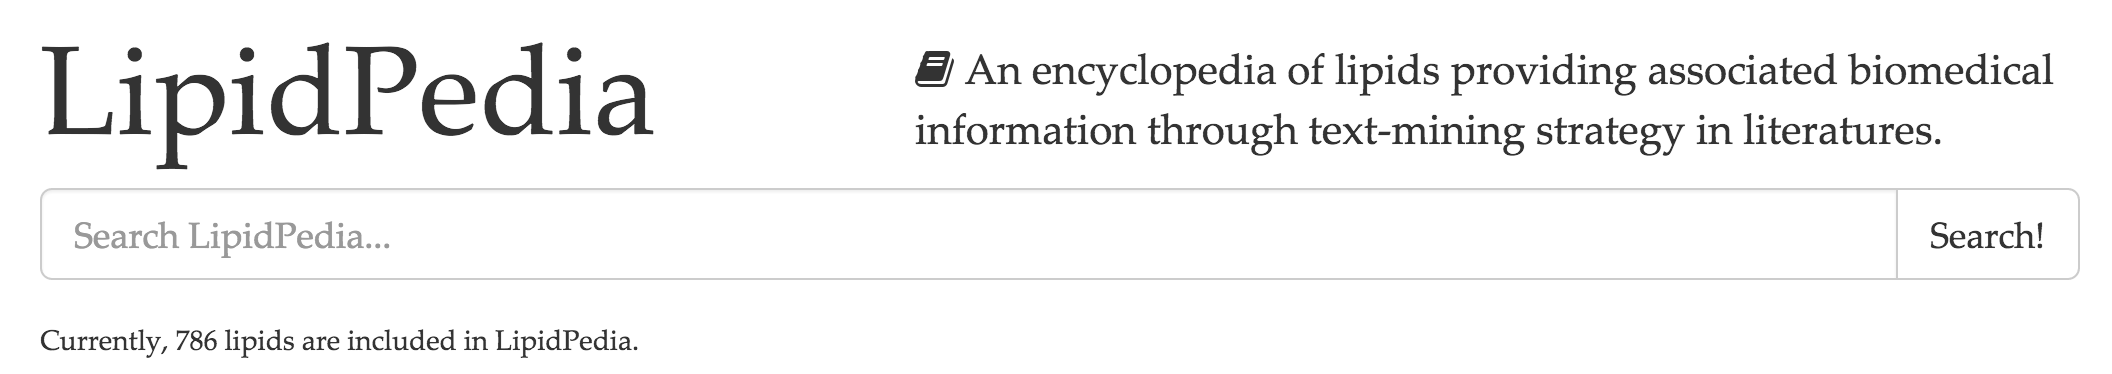 LipidPedia
An encyclopedia of lipids providing associated biomedical
information through text-mining strategy in literatures.
Search LipidPedia...
Search!
Currently, 786 lipids are included in LipidPedia.